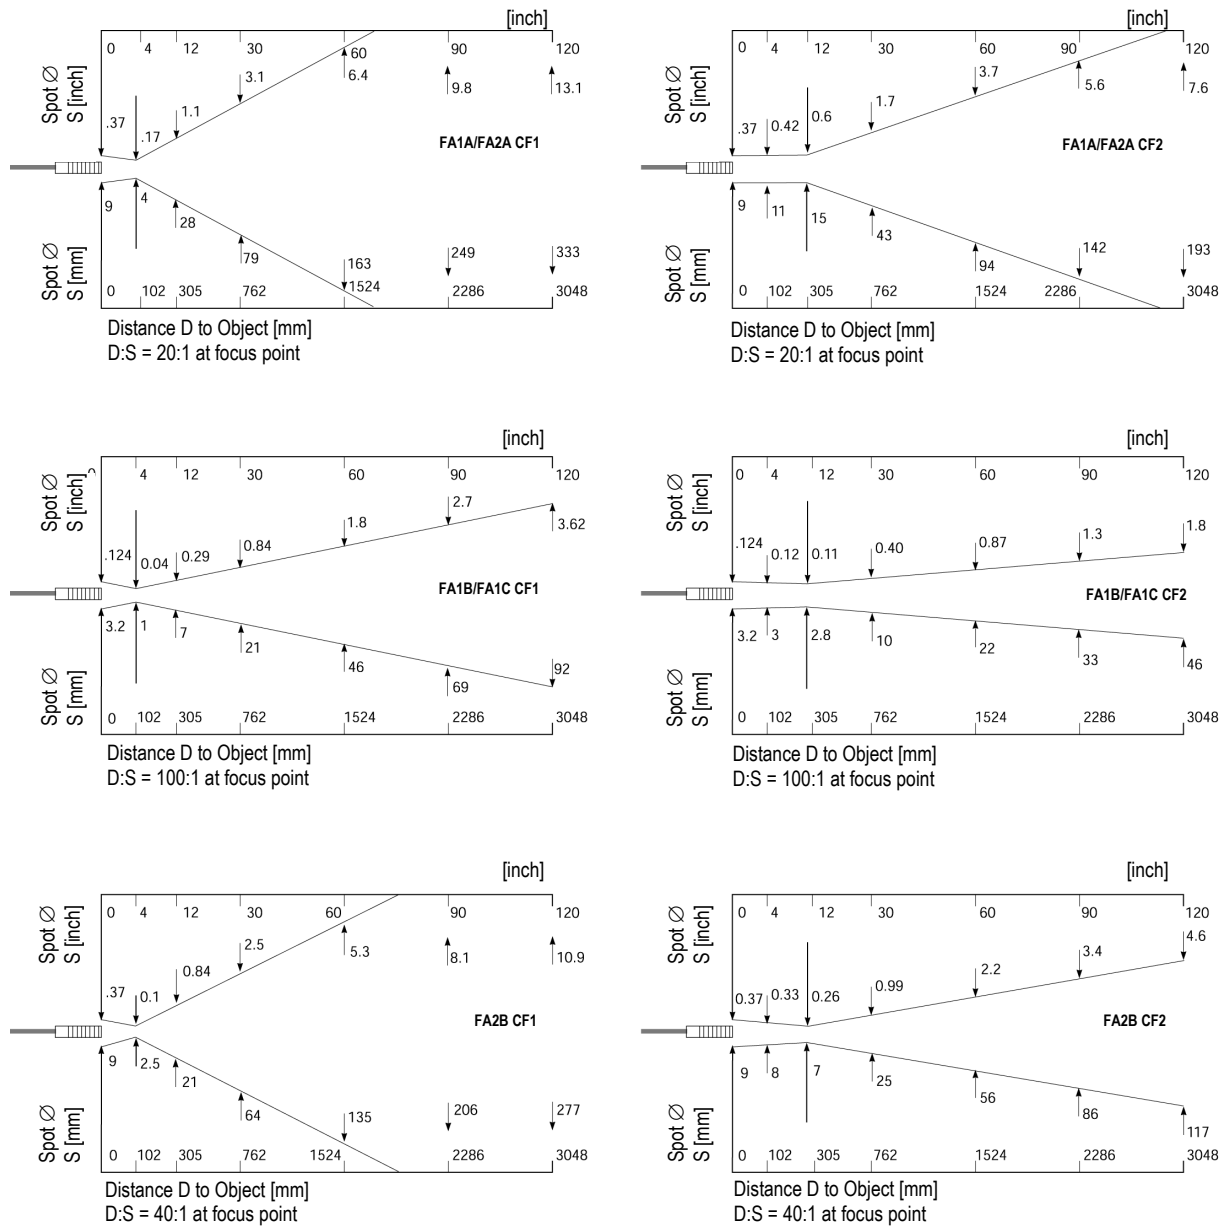 [inch]
0 4 12 30 60 90 120
Spot ∅
S [inch]
.37 .17 1.1 3.1 6.4 9.8 13.1
FA1A/FA2A CF1
Spot ∅
S [mm]
9 4 28 79 163 249 333
0 102 305 762 1524 2286 3048
Distance D to Object [mm]
D:S = 20:1 at focus point
[inch]
0 4 12 30 60 90 120
Spot ∅
S [inch]
.37 0.42 0.6 1.7 3.7 5.6 7.6
FA1A/FA2A CF2
Spot ∅
S [mm]
9 11 15 43 94 142 193
0 102 305 762 1524 2286 3048
Distance D to Object [mm]
D:S = 20:1 at focus point
[inch]
4 12 30 60 90 120
Spot ∅
S [inch]
.124 0.04 0.29 0.84 1.8 2.7 3.62
FA1B/FA1C CF1
Spot ∅
S [mm]
3.2 1 7 21 46 69 92
0 102 305 762 1524 2286 3048
Distance D to Object [mm]
D:S = 100:1 at focus point
[inch]
0 4 12 30 60 90 120
Spot ∅
S [inch]
.124 0.12 0.11 0.40 0.87 1.3 1.8
FA1B/FA1C CF2
Spot ∅
S [mm]
3.2 3 2.8 10 22 33 46
0 102 305 762 1524 2286 3048
Distance D to Object [mm]
D:S = 100:1 at focus point
[inch]
0 4 12 30 60 90 120
Spot ∅
S [inch]
.37 0.1 0.84 2.5 5.3 8.1 10.9
FA2B CF1
Spot ∅
S [mm]
9 2.5 21 64 135 206 277
0 102 305 762 1524 2286 3048
Distance D to Object [mm]
D:S = 40:1 at focus point
[inch]
0 4 12 30 60 90 120
Spot ∅
S [inch]
0.37 0.33 0.26 0.99 2.2 3.4 4.6
FA2B CF2
Spot ∅
S [mm]
9 8 7 25 56 86 117
0 102 305 762 1524 2286 3048
Distance D to Object [mm]
D:S = 40:1 at focus point